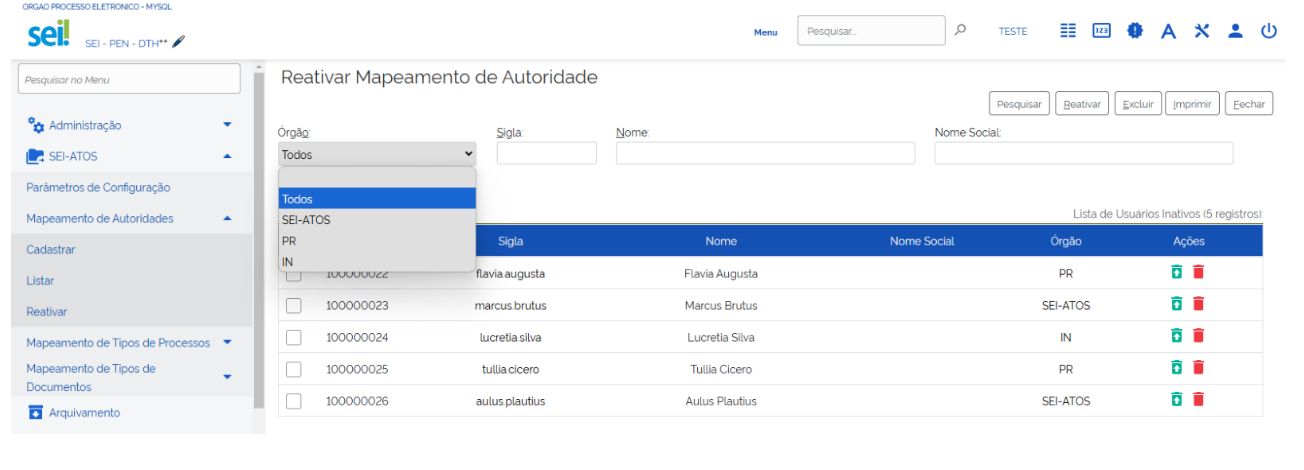 ORGAO PROCESSO ELETRONICO - MYSQL
sei! SEI - PEN - DTH**
Menu Pesquisar... TESTE 123 A
Pesquisar no Menu
Administração
SEI-ATOS
Parâmetros de Configuração
Mapeamento de Autoridades
Cadastrar
Listar
Reativar
Mapeamento de Tipos de Processos
Mapeamento de Tipos de
Documentos
Arquivamento
Reativar Mapeamento de Autoridade
Pesquisar Reativar Excluir Imprimir Fechar
Órgão: Sigla: Nome: Nome Social:
Todos
Todos
SEI-ATOS
PR
IN
Lista de Usuários Inativos (5 registros):
Sigla Nome Nome Social Órgão Ações
100000022 flavia.augusta Flavia Augusta PR
100000023 marcus.brutus Marcus Brutus SEI-ATOS
100000024 lucretia.silva Lucretia Silva IN
100000025 tullia.cicero Tullia Cicero PR
100000026 aulus.plautius Aulus Plautius SEI-ATOS